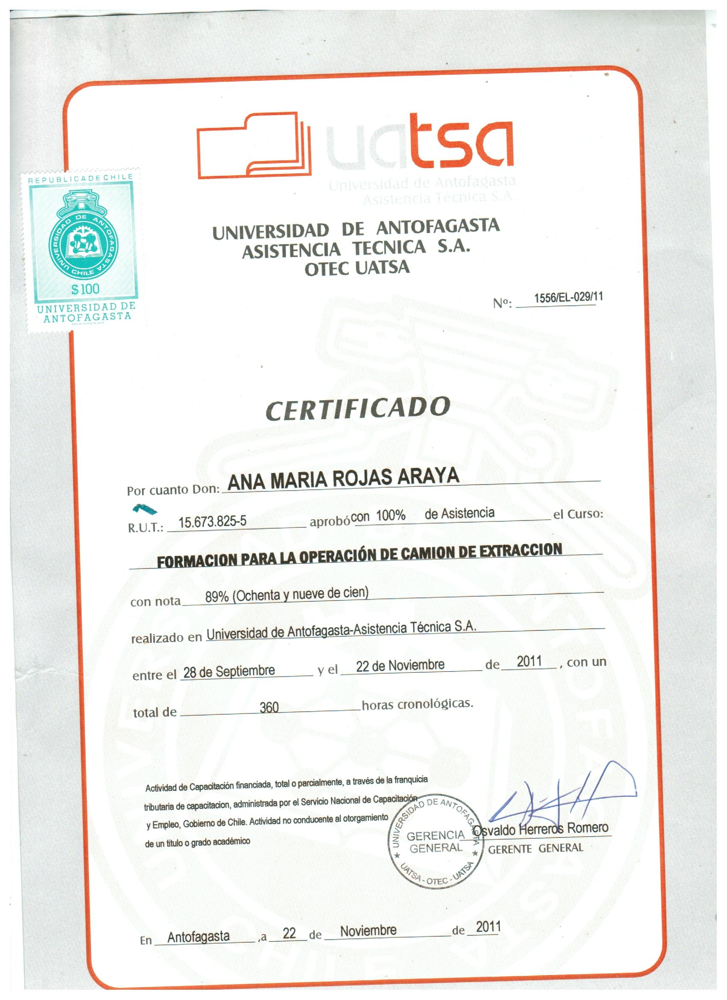 uatsa
Universidad de Antofagasta
Asistencia Técnica S.A.
REPUBLICA DE CHILE
UNIVERSIDAD DE ANTOFAGASTA
CHILE
$100
UNIVERSIDAD DE
ANTOFAGASTA
UNIVERSIDAD DE ANTOFAGASTA
ASISTENCIA TECNICA S.A.
OTEC UATSA
Nº: 1556/EL-029/11
CERTIFICADO
Por cuanto Don: ANA MARIA ROJAS ARAYA
R.U.T.: 15.673.825-5 aprobó con 100% de Asistencia el Curso:
FORMACION PARA LA OPERACIÓN DE CAMION DE EXTRACCION
con nota 89% (Ochenta y nueve de cien)
realizado en Universidad de Antofagasta-Asistencia Técnica S.A.
entre el 28 de Septiembre y el 22 de Noviembre de 2011, con un
total de 360 horas cronológicas.
Actividad de Capacitación financiada, total o parcialmente, a través de la franquicia
tributaria de capacitacion, administrada por el Servicio Nacional de Capacitación
y Empleo, Gobierno de Chile. Actividad no conducente al otorgamiento
de un titulo o grado académico
UNIVERSIDAD DE ANTOFAGASTA
GERENCIA
GENERAL
UATSA - OTEC - UATSA
Osvaldo Herreros Romero
GERENTE GENERAL
En Antofagasta ,a 22 de Noviembre de 2011